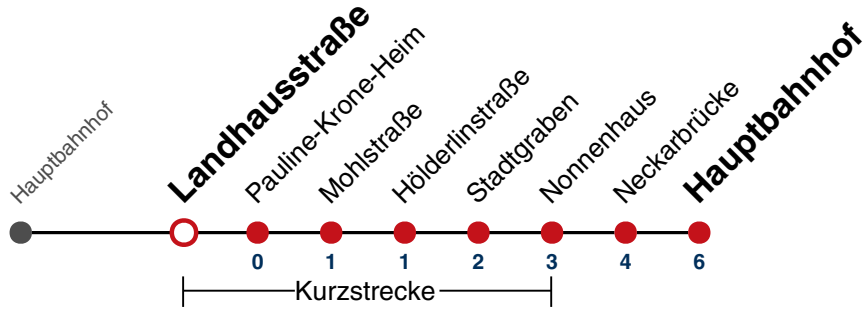 Hauptbahnhof
Landhausstraße
Pauline-Krone-Heim
Mohlstraße
Hölderlinstraße
Stadtgraben
Nonnenhaus
Neckarbrücke
Hauptbahnhof
0 1 1 2 3 4 6
Kurzstrecke